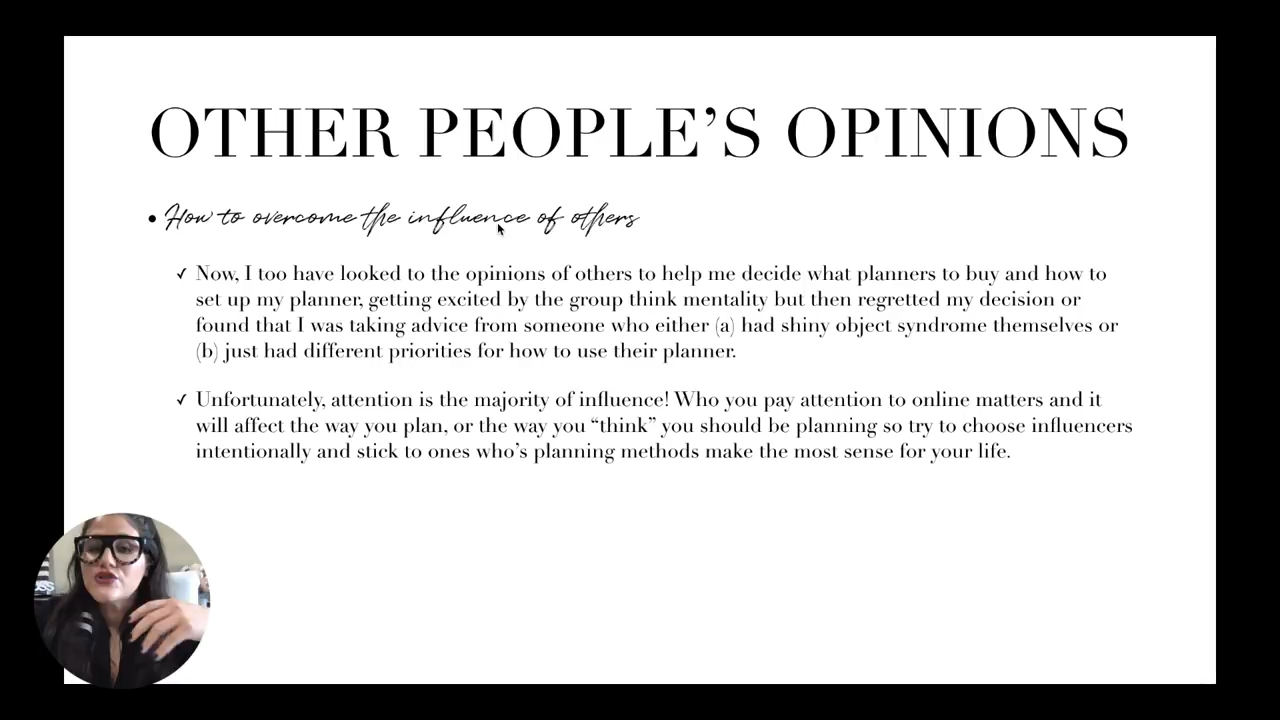 OTHER PEOPLE’S OPINIONS
• How to overcome the influence of others
✓ Now, I too have looked to the opinions of others to help me decide what planners to buy and how to
set up my planner, getting excited by the group think mentality but then regretted my decision or
found that I was taking advice from someone who either (a) had shiny object syndrome themselves or
(b) just had different priorities for how to use their planner.
✓ Unfortunately, attention is the majority of influence! Who you pay attention to online matters and it
will affect the way you plan, or the way you “think” you should be planning so try to choose influencers
intentionally and stick to ones who’s planning methods make the most sense for your life.